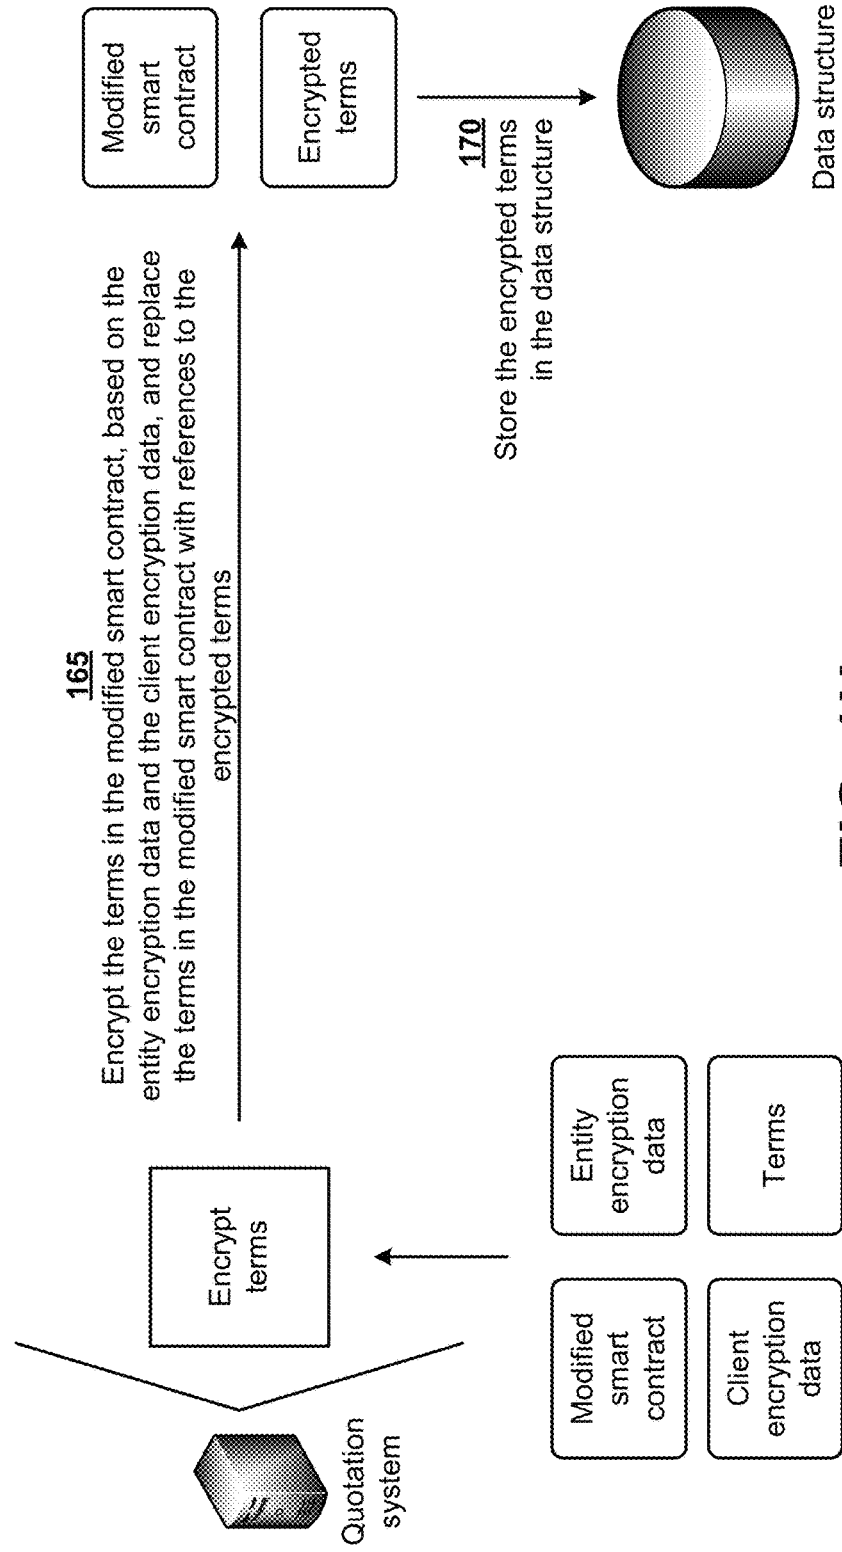 Quotation
system
Encrypt
terms
Modified
smart
contract
Entity
encryption
data
Client
encryption
data
Terms
165
Encrypt the terms in the modified smart contract, based on the
entity encryption data and the client encryption data, and replace
the terms in the modified smart contract with references to the
encrypted terms
Modified
smart
contract
Encrypted
terms
170
Store the encrypted terms
in the data structure
Data structure